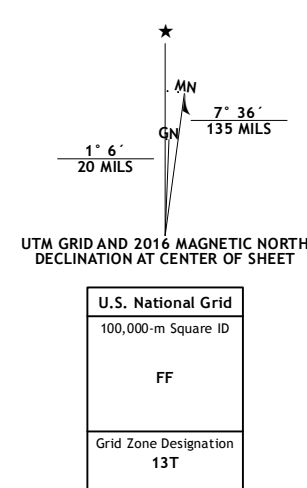 ★
MN
7° 36´
135 MILS
GN
1° 6´
20 MILS
UTM GRID AND 2016 MAGNETIC NORTH
DECLINATION AT CENTER OF SHEET
U.S. National Grid
100,000-m Square ID
FF
Grid Zone Designation
13T